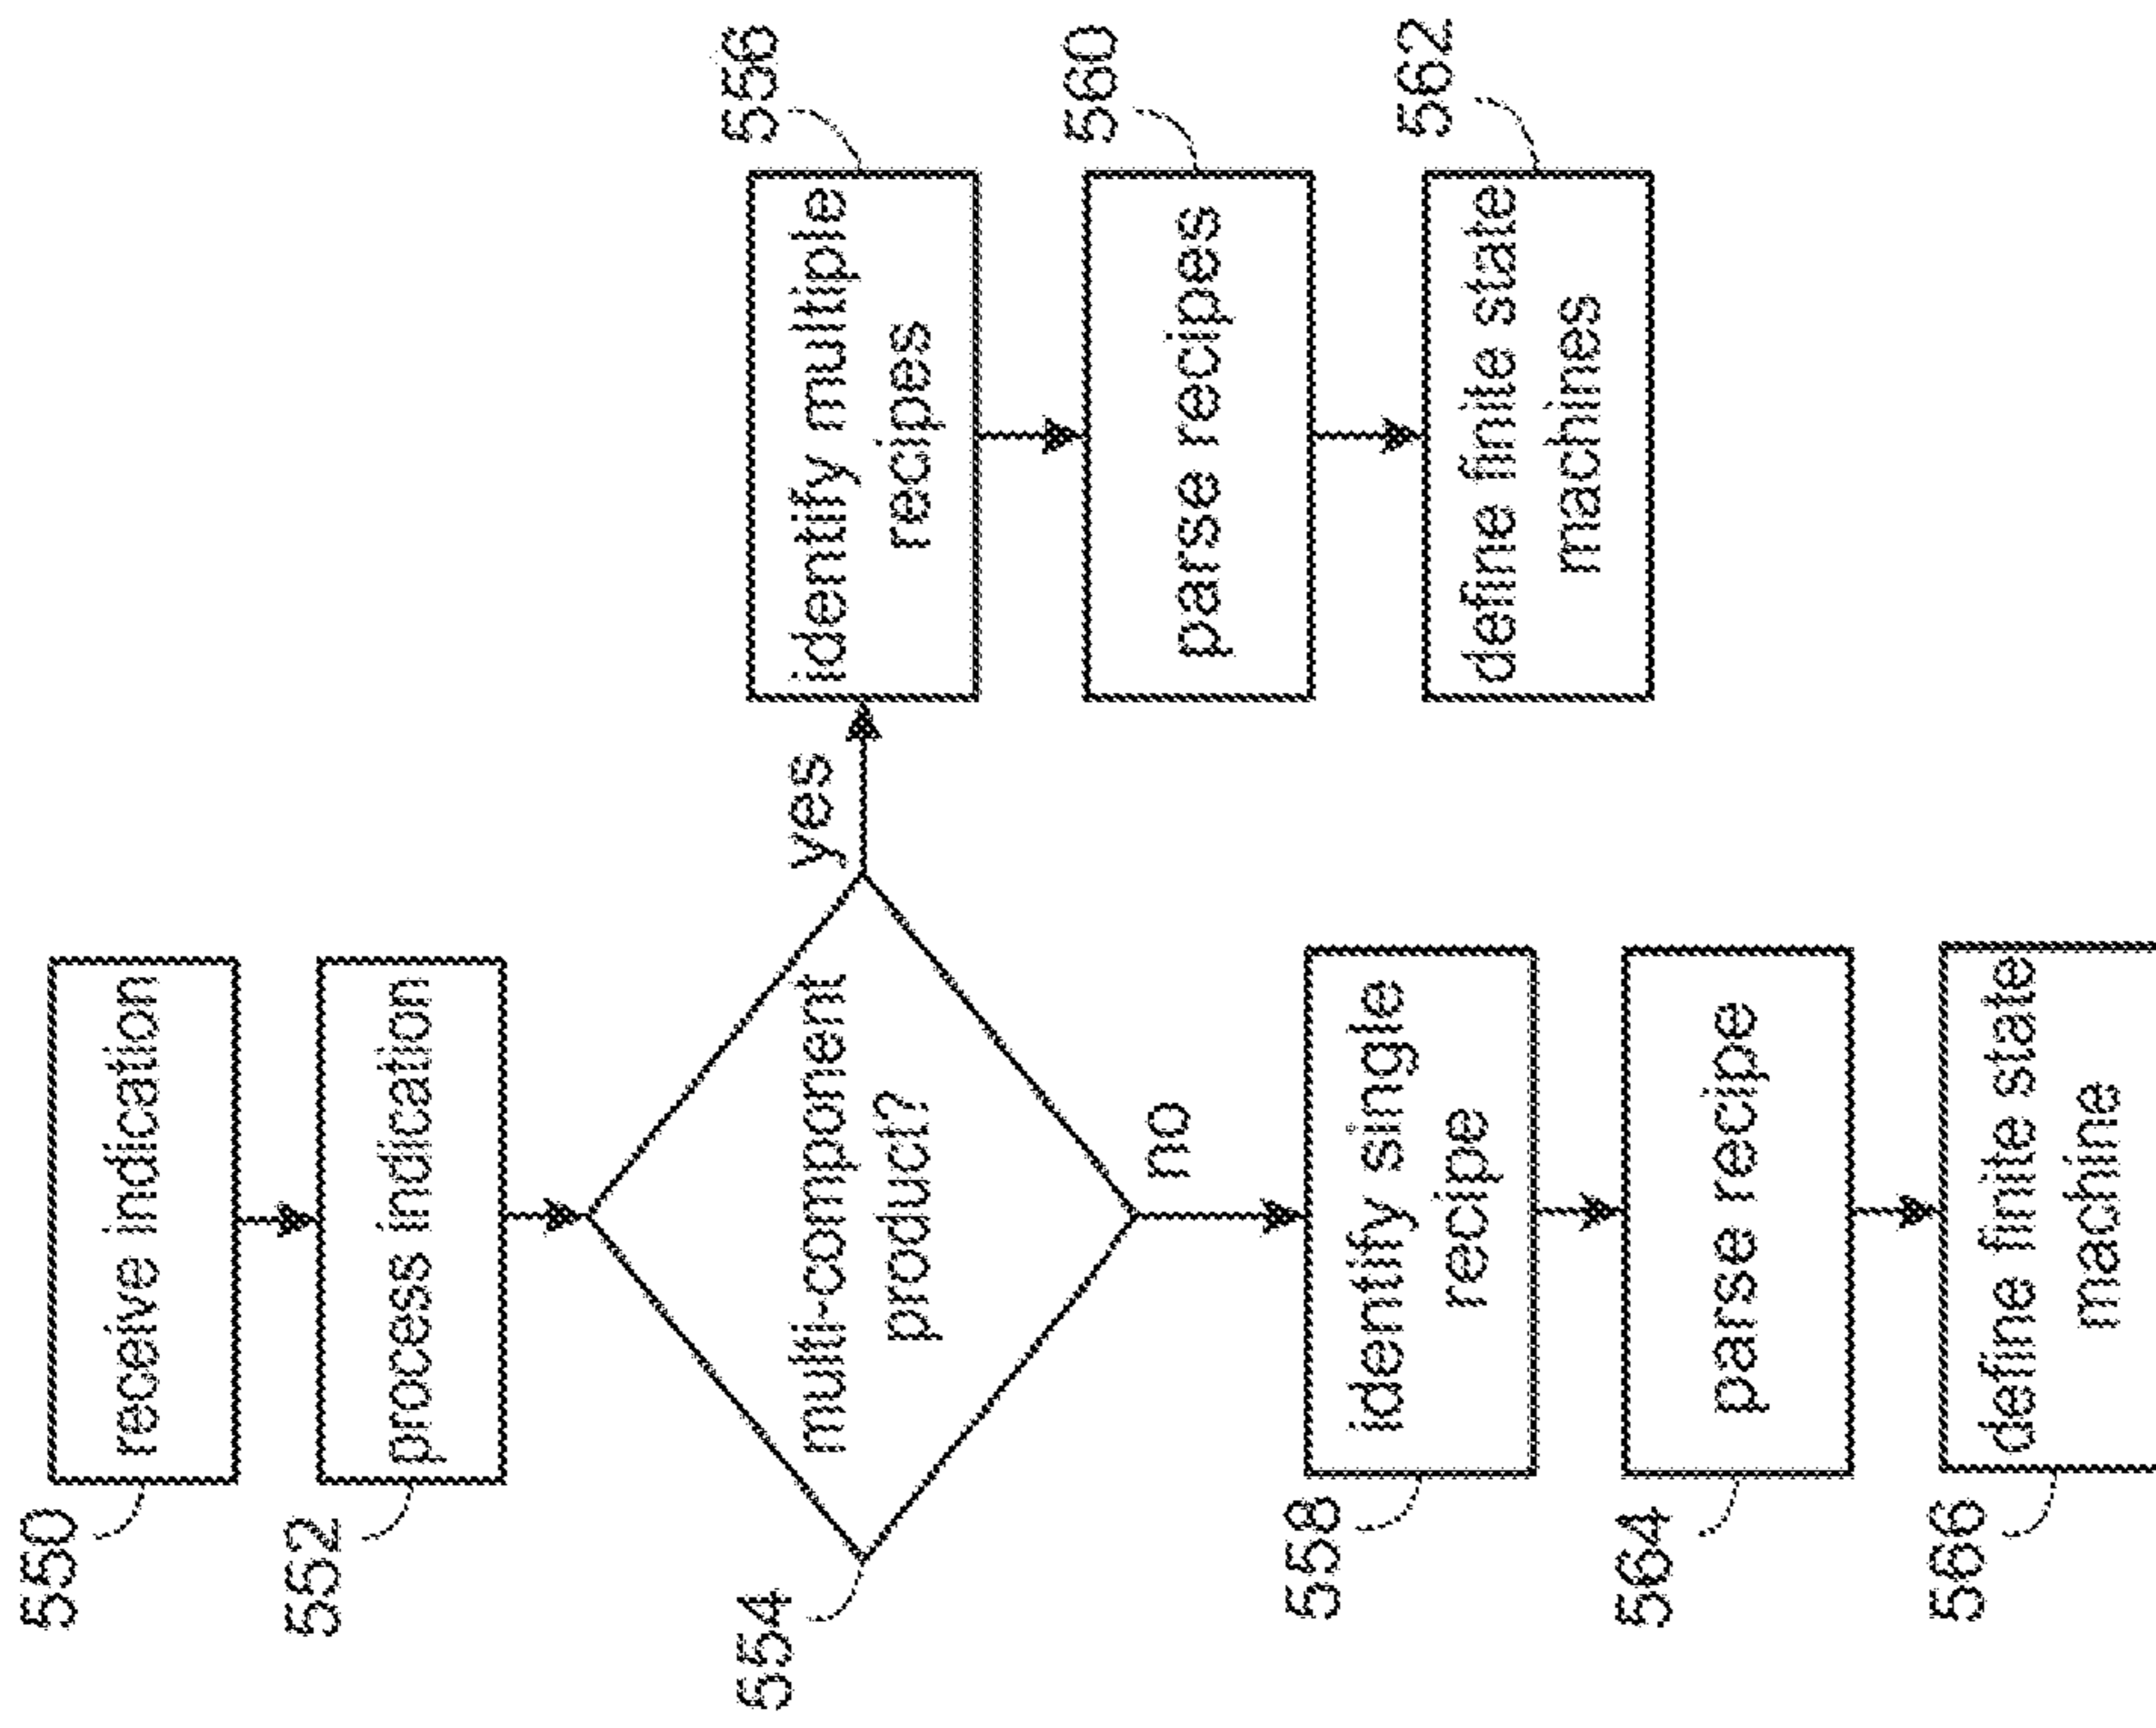 550
receive indication
552
process indication
554
multi-component
product?
yes
556
identify multiple
recipes
560
parse recipes
562
define finite state
machines
no
558
identify single
recipe
564
parse recipe
566
define finite state
machine